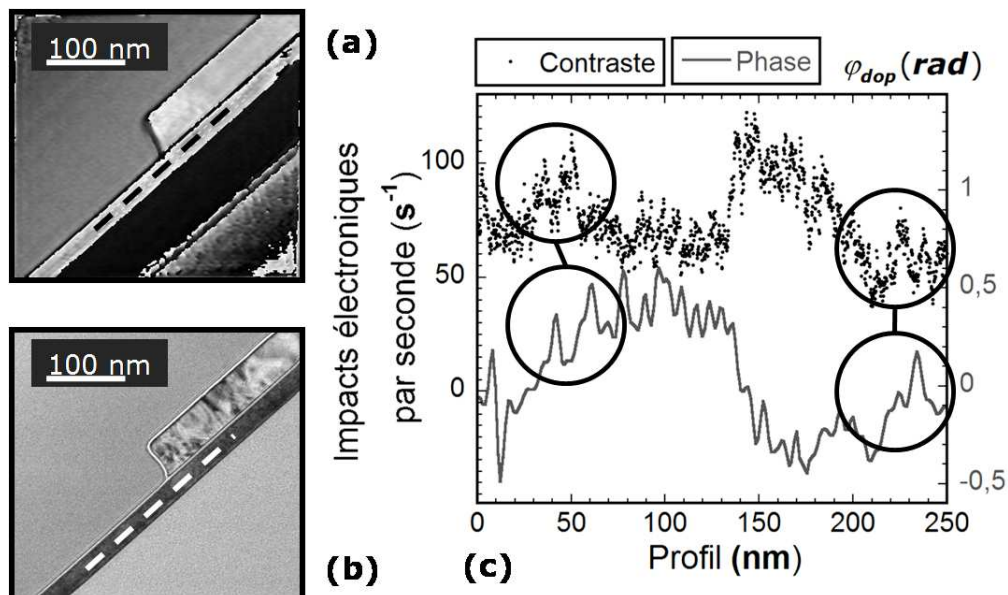 100 nm
(a)
100 nm
(b)
Contraste
Phase
φdop(rad)
Impacts électroniques
par seconde (s-1)
100
50
0
1
0,5
0
-0,5
0
50
100
150
200
250
Profil (nm)
(c)